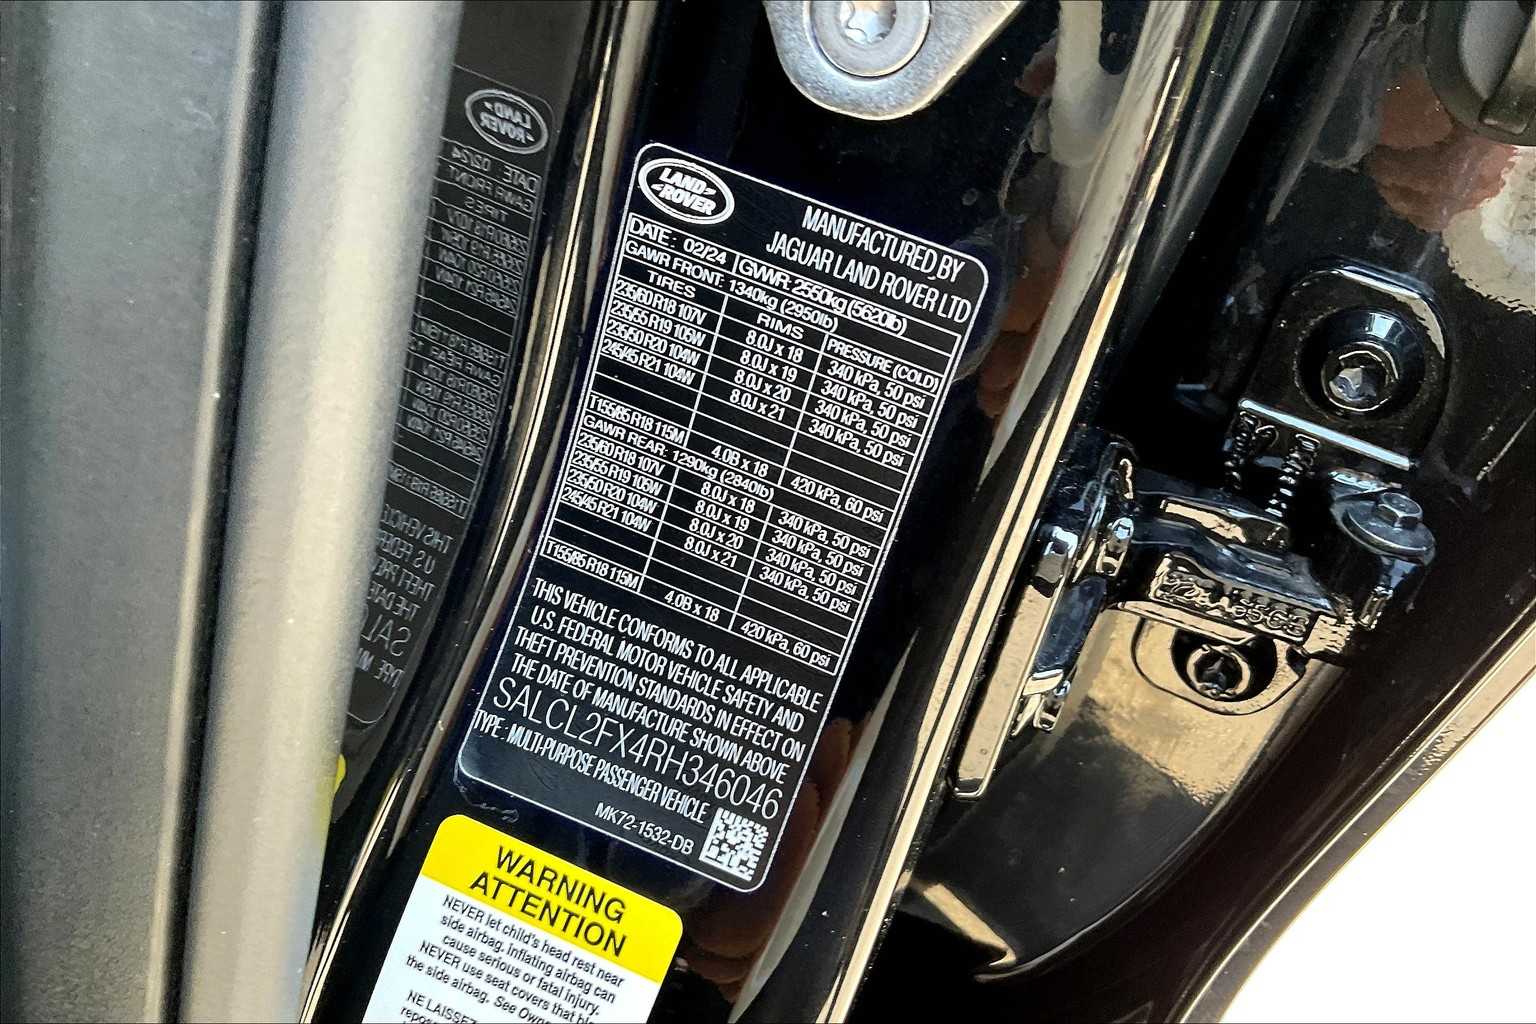 LAND
ROVER
MANUFACTURED BY
JAGUAR LAND ROVER LTD
DATE: 02/24 GVWR: 2550kg (5620lb)
GAWR FRONT: 1340kg (2950lb)
TIRES RIMS PRESSURE (COLD)
235/60 R18 107V 8.0J x 18 340 kPa, 50 psi
235/55 R19 105W 8.0J x 19 340 kPa, 50 psi
235/50 R20 104W 8.0J x 20 340 kPa, 50 psi
245/45 R21 104W 8.0J x 21 340 kPa, 50 psi
T155/85 R18 115M 4.0B x 18 420 kPa, 60 psi
GAWR REAR: 1290kg (2840lb)
235/60 R18 107V 8.0J x 18 340 kPa, 50 psi
235/55 R19 105W 8.0J x 19 340 kPa, 50 psi
235/50 R20 104W 8.0J x 20 340 kPa, 50 psi
245/45 R21 104W 8.0J x 21 340 kPa, 50 psi
T155/85 R18 115M 4.0B x 18 420 kPa, 60 psi
THIS VEHICLE CONFORMS TO ALL APPLICABLE
U.S. FEDERAL MOTOR VEHICLE SAFETY AND
THEFT PREVENTION STANDARDS IN EFFECT ON
THE DATE OF MANUFACTURE SHOWN ABOVE
SALCL2FX4RH346046
TYPE: MULTI-PURPOSE PASSENGER VEHICLE
MK72-1532-DB
WARNING
ATTENTION
NEVER let child's head rest near
side airbag. Inflating airbag can
cause serious or fatal injury.
NEVER use seat covers that
the side airbag. See
NE LAISSEZ